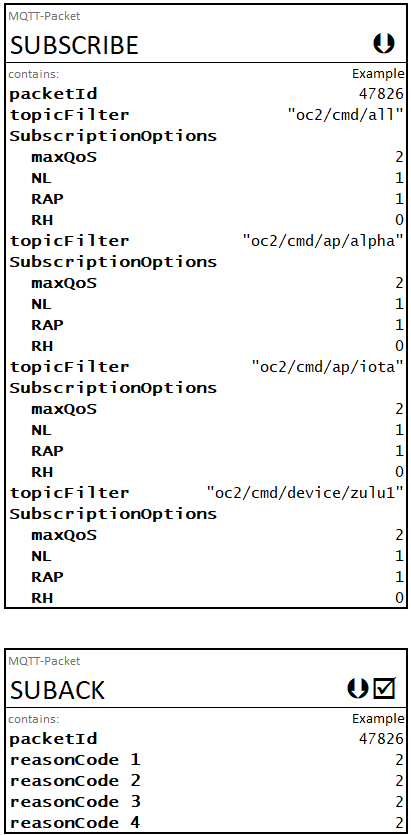 MQTT-Packet
SUBSCRIBE
contains: Example
packetId 47826
topicFilter "oc2/cmd/all"
SubscriptionOptions
maxQoS 2
NL 1
RAP 1
RH 0
topicFilter "oc2/cmd/ap/alpha"
SubscriptionOptions
maxQoS 2
NL 1
RAP 1
RH 0
topicFilter "oc2/cmd/ap/iota"
SubscriptionOptions
maxQoS 2
NL 1
RAP 1
RH 0
topicFilter "oc2/cmd/device/zulu1"
SubscriptionOptions
maxQoS 2
NL 1
RAP 1
RH 0
MQTT-Packet
SUBACK
contains: Example
packetId 47826
reasonCode 1 2
reasonCode 2 2
reasonCode 3 2
reasonCode 4 2